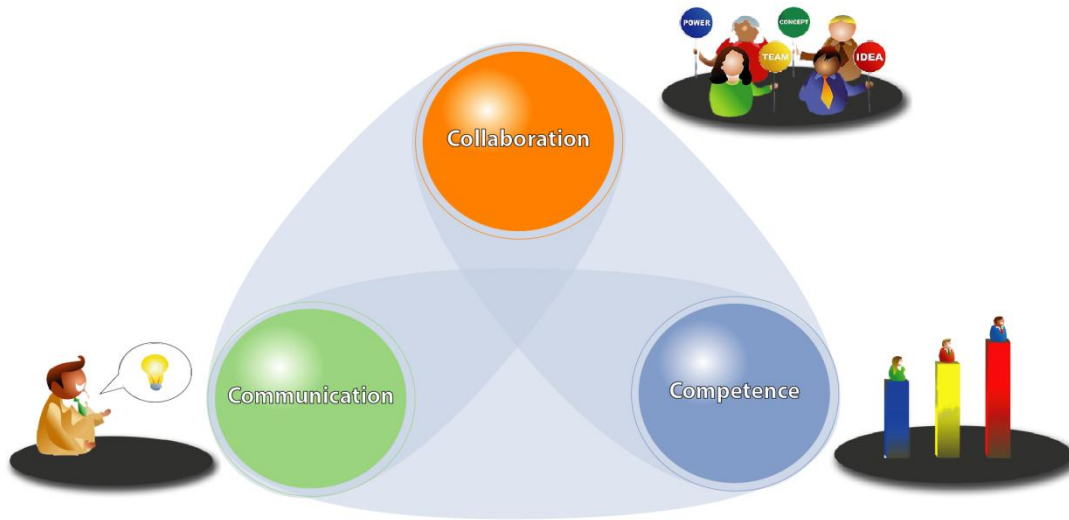 POWER
CONCEPT
TEAM
IDEA
Collaboration
Communication
Competence